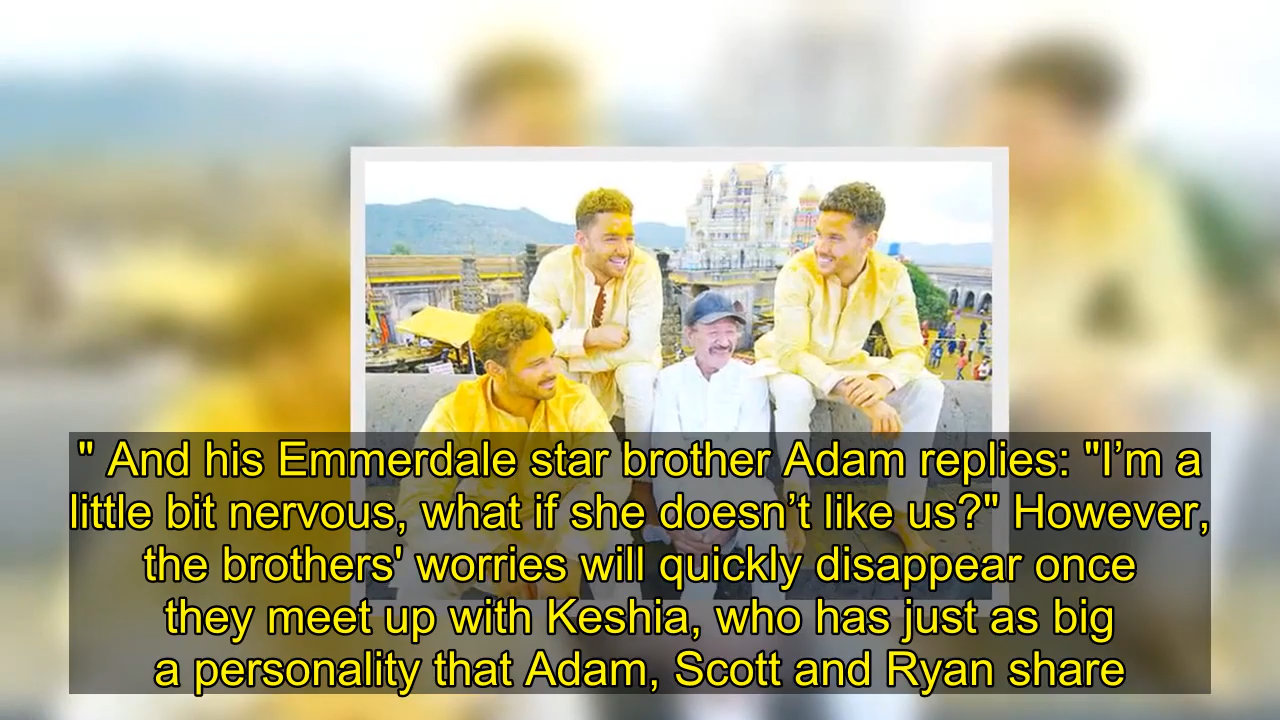 " And his Emmerdale star brother Adam replies: "I’m a
little bit nervous, what if she doesn’t like us?" However,
the brothers' worries will quickly disappear once
they meet up with Keshia, who has just as big
a personality that Adam, Scott and Ryan share